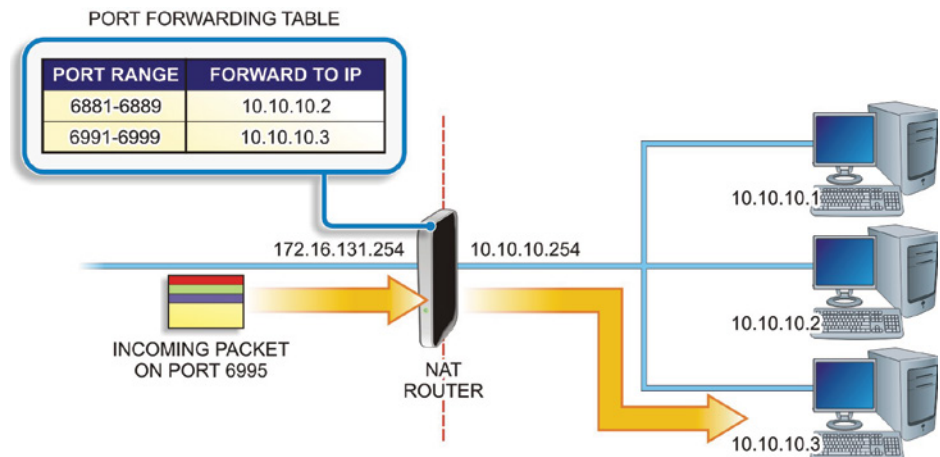 PORT FORWARDING TABLE
PORT RANGE FORWARD TO IP
6881-6889 10.10.10.2
6991-6999 10.10.10.3
172.16.131.254
10.10.10.254
10.10.10.1
10.10.10.2
10.10.10.3
INCOMING PACKET
ON PORT 6995
NAT
ROUTER